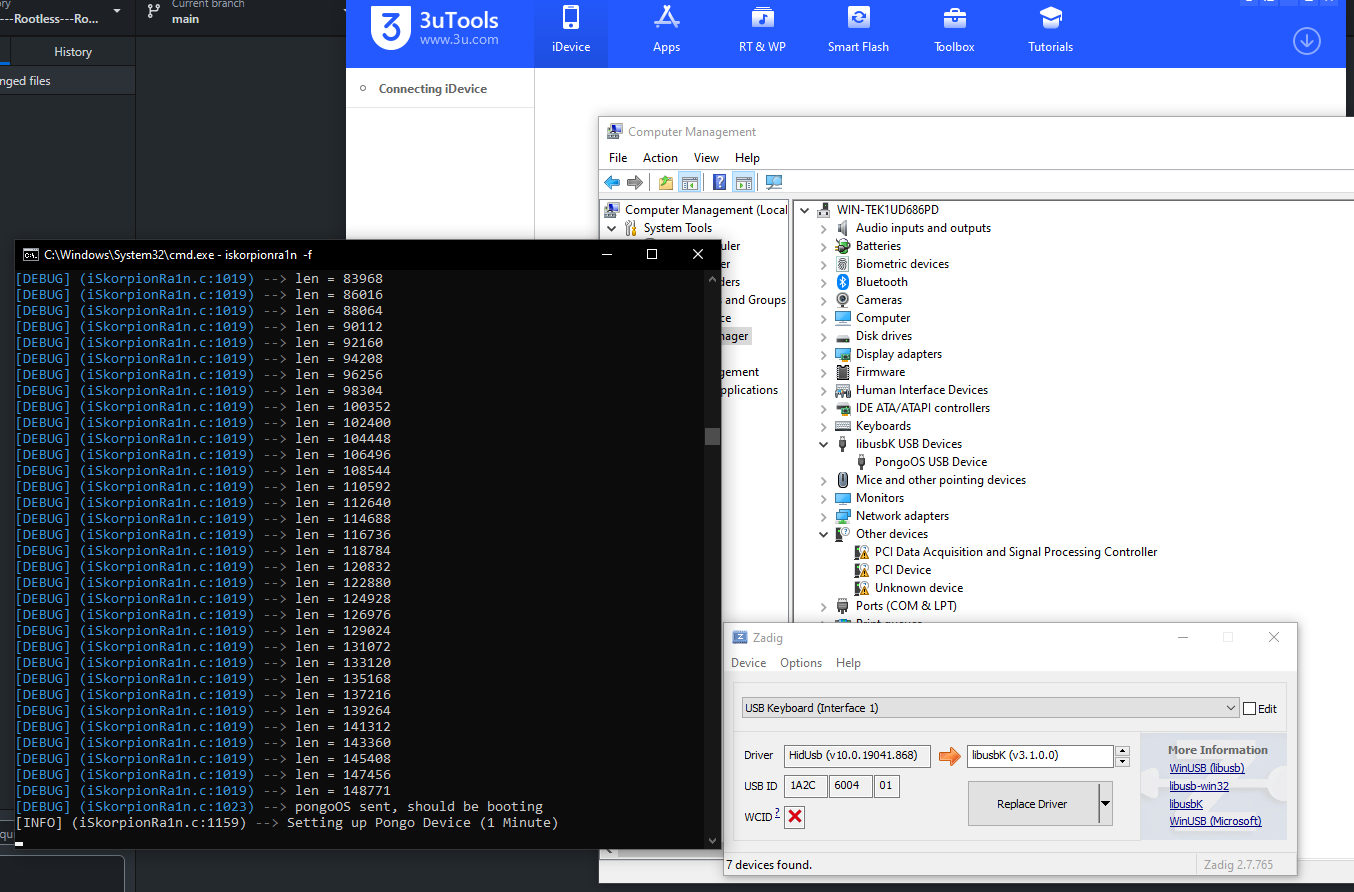 ---Rootless---Ro...
Current branch
main
History
nged files
3uTools
www.3u.com
iDevice
Apps
RT & WP
Smart Flash
Toolbox
Tutorials
Connecting iDevice
Computer Management
File Action View Help
Computer Management (Local
System Tools
and Groups
WIN-TEK1UD686PD
Audio inputs and outputs
Batteries
Biometric devices
Bluetooth
Cameras
Computer
Disk drives
Display adapters
Firmware
Human Interface Devices
IDE ATA/ATAPI controllers
Keyboards
libusbK USB Devices
PongoOS USB Device
Mice and other pointing devices
Monitors
Network adapters
Other devices
PCI Data Acquisition and Signal Processing Controller
PCI Device
Unknown device
Ports (COM & LPT)
C:\Windows\System32\cmd.exe - iskorpionra1n -f
[DEBUG] (iSkorpionRa1n.c:1019) --> len = 83968
[DEBUG] (iSkorpionRa1n.c:1019) --> len = 86016
[DEBUG] (iSkorpionRa1n.c:1019) --> len = 88064
[DEBUG] (iSkorpionRa1n.c:1019) --> len = 90112
[DEBUG] (iSkorpionRa1n.c:1019) --> len = 92160
[DEBUG] (iSkorpionRa1n.c:1019) --> len = 94208
[DEBUG] (iSkorpionRa1n.c:1019) --> len = 96256
[DEBUG] (iSkorpionRa1n.c:1019) --> len = 98304
[DEBUG] (iSkorpionRa1n.c:1019) --> len = 100352
[DEBUG] (iSkorpionRa1n.c:1019) --> len = 102400
[DEBUG] (iSkorpionRa1n.c:1019) --> len = 104448
[DEBUG] (iSkorpionRa1n.c:1019) --> len = 106496
[DEBUG] (iSkorpionRa1n.c:1019) --> len = 108544
[DEBUG] (iSkorpionRa1n.c:1019) --> len = 110592
[DEBUG] (iSkorpionRa1n.c:1019) --> len = 112640
[DEBUG] (iSkorpionRa1n.c:1019) --> len = 114688
[DEBUG] (iSkorpionRa1n.c:1019) --> len = 116736
[DEBUG] (iSkorpionRa1n.c:1019) --> len = 118784
[DEBUG] (iSkorpionRa1n.c:1019) --> len = 120832
[DEBUG] (iSkorpionRa1n.c:1019) --> len = 122880
[DEBUG] (iSkorpionRa1n.c:1019) --> len = 124928
[DEBUG] (iSkorpionRa1n.c:1019) --> len = 126976
[DEBUG] (iSkorpionRa1n.c:1019) --> len = 129024
[DEBUG] (iSkorpionRa1n.c:1019) --> len = 131072
[DEBUG] (iSkorpionRa1n.c:1019) --> len = 133120
[DEBUG] (iSkorpionRa1n.c:1019) --> len = 135168
[DEBUG] (iSkorpionRa1n.c:1019) --> len = 137216
[DEBUG] (iSkorpionRa1n.c:1019) --> len = 139264
[DEBUG] (iSkorpionRa1n.c:1019) --> len = 141312
[DEBUG] (iSkorpionRa1n.c:1019) --> len = 143360
[DEBUG] (iSkorpionRa1n.c:1019) --> len = 145408
[DEBUG] (iSkorpionRa1n.c:1019) --> len = 147456
[DEBUG] (iSkorpionRa1n.c:1019) --> len = 148771
[DEBUG] (iSkorpionRa1n.c:1023) --> pongoOS sent, should be booting
[INFO] (iSkorpionRa1n.c:1159) --> Setting up Pongo Device (1 Minute)
Zadig
Device Options Help
USB Keyboard (Interface 1)
Edit
Driver HidUsb (v10.0.19041.868) libusbK (v3.1.0.0)
USB ID 1A2C 6004 01
WCID ?
Replace Driver
More Information
WinUSB (libusb)
libusb-win32
libusbK
WinUSB (Microsoft)
7 devices found.
Zadig 2.7.765